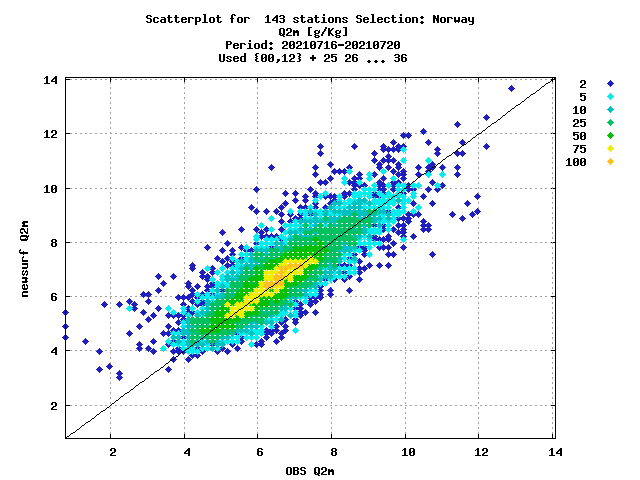 Scatterplot for  143 stations Selection: Norway
Q2m [g/Kg]
Period: 20210716-20210720
Used {00,12} + 25 26 ... 36
14
12
10
8
6
4
2
newsurf Q2m
2 4 6 8 10 12 14
OBS Q2m
2
5
10
25
50
75
100